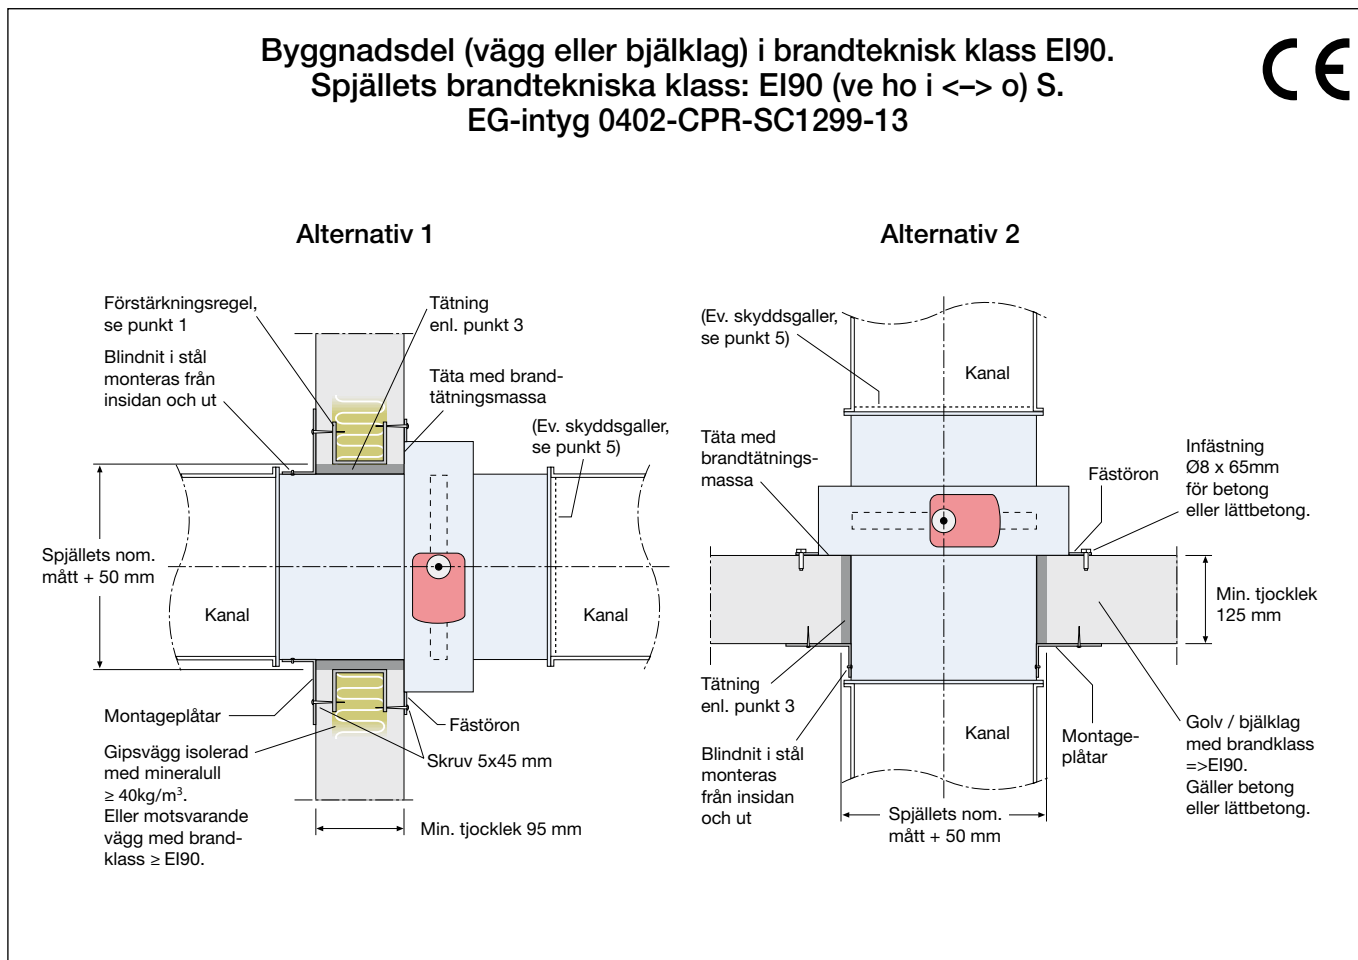 Byggnadsdel (vägg eller bjälklag) i brandteknisk klass EI90.
Spjällets brandtekniska klass: EI90 (ve ho i <–> o) S.
EG-intyg 0402-CPR-SC1299-13
CE
Alternativ 1
Förstärkningsregel,
se punkt 1
Tätning
enl. punkt 3
Blindnit i stål
monteras från
insidan och ut
Täta med brand-
tätningsmassa
(Ev. skyddsgaller,
se punkt 5)
Spjällets nom.
mått + 50 mm
Kanal
Kanal
Montageplåtar
Fästöron
Skruv 5x45 mm
Gipsvägg isolerad
med mineralull
≥ 40kg/m³.
Eller motsvarande
vägg med brand-
klass ≥ EI90.
Min. tjocklek 95 mm
Alternativ 2
(Ev. skyddsgaller,
se punkt 5)
Kanal
Täta med
brandtätnings-
massa
Fästöron
Infästning
Ø8 x 65mm
för betong
eller lättbetong.
Min. tjocklek
125 mm
Tätning
enl. punkt 3
Blindnit i stål
monteras
från insidan
och ut
Kanal
Montage-
plåtar
Golv / bjälklag
med brandklass
=>EI90.
Gäller betong
eller lättbetong.
Spjällets nom.
mått + 50 mm